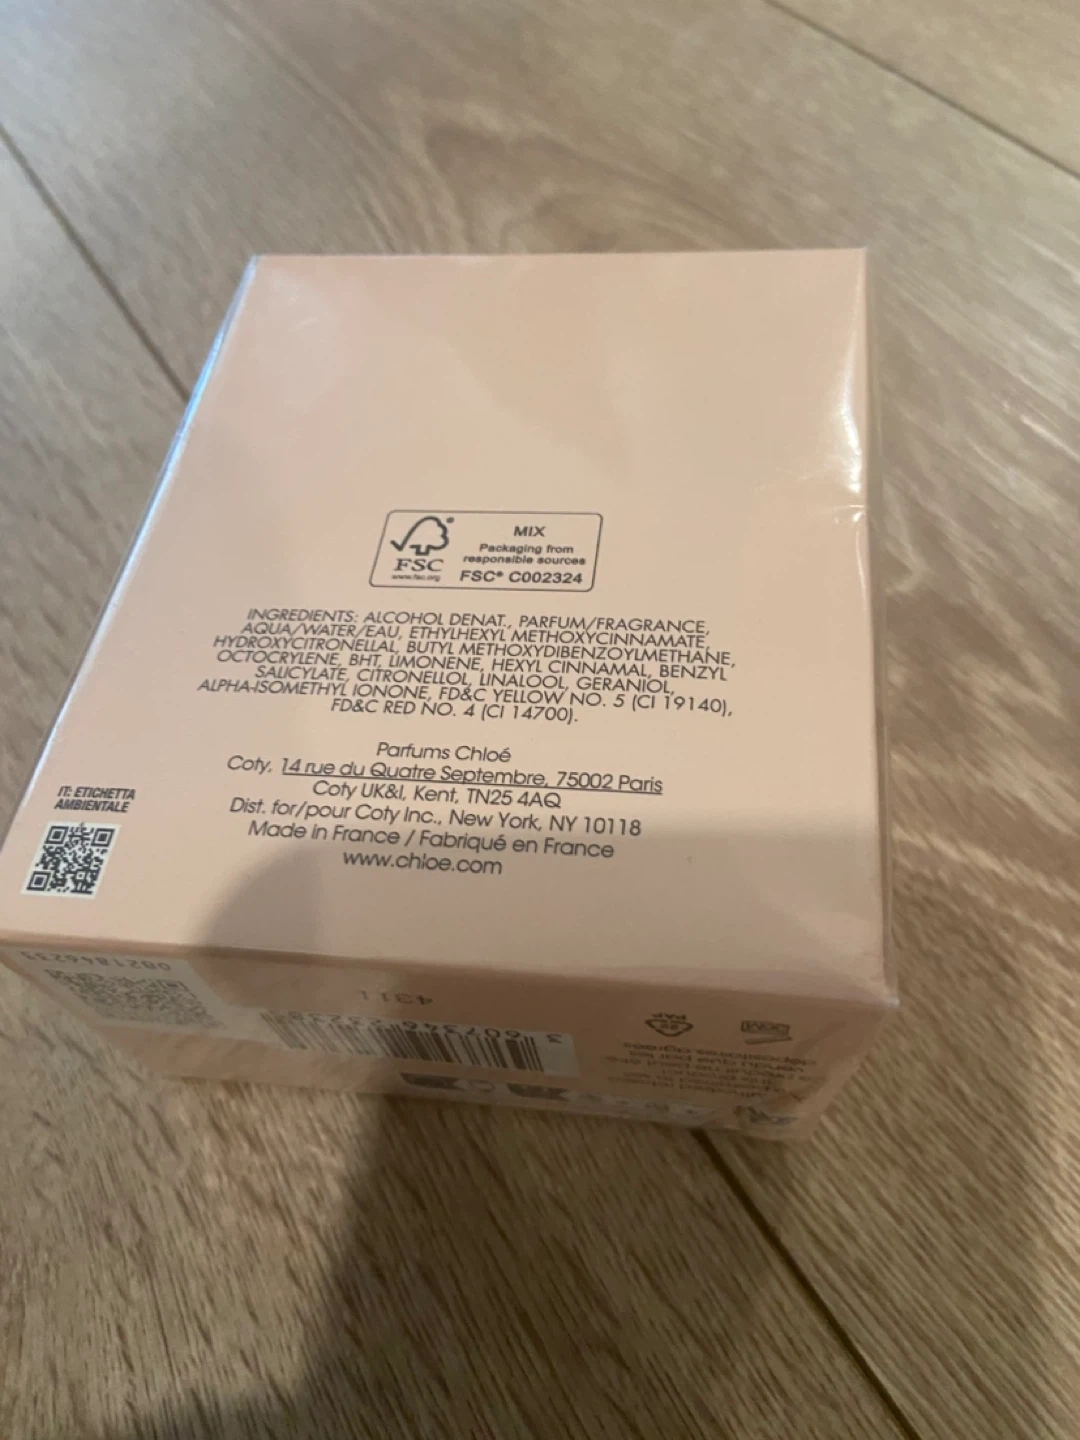 FSC
www.fsc.org
MIX
Packaging from
responsible sources
FSC® C002324
INGREDIENTS: ALCOHOL DENAT., PARFUM/FRAGRANCE,
AQUA/WATER/EAU, ETHYLHEXYL METHOXYCINNAMATE,
HYDROXYCITRONELLAL, BUTYL METHOXYDIBENZOYLMETHANE,
OCTOCRYLENE, BHT, LIMONENE, HEXYL CINNAMAL, BENZYL
SALICYLATE, CITRONELLOL, LINALOOL, GERANIOL,
ALPHA-ISOMETHYL IONONE, FD&C YELLOW NO. 5 (CI 19140),
FD&C RED NO. 4 (CI 14700).
Parfums Chloé
Coty, 14 rue du Quatre Septembre, 75002 Paris
Coty UK&I, Kent, TN25 4AQ
Dist. for/pour Coty Inc., New York, NY 10118
Made in France / Fabriqué en France
www.chloe.com
IT: ETICHETTA
AMBIENTALE
4311
PAP